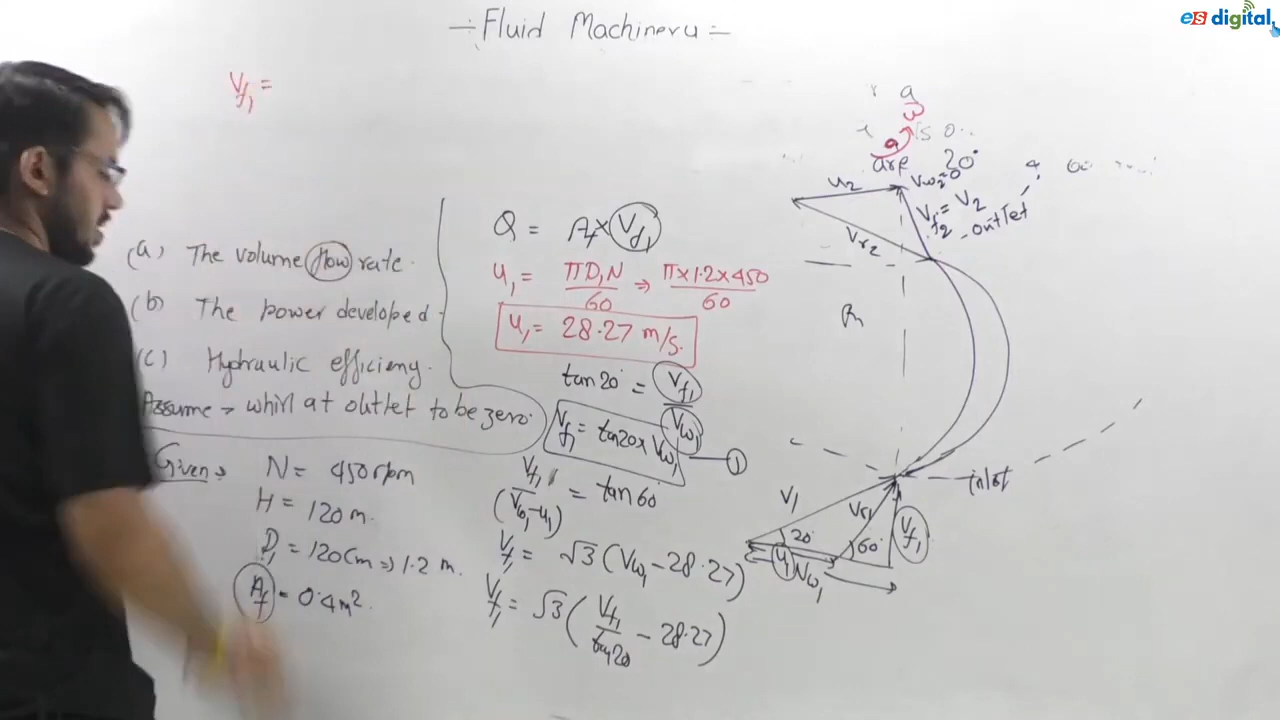 es digital
- Fluid Machinery -
Vf1 =
20°
(a) The volume flow rate.
(b) The power developed.
(c) Hydraulic efficieny.
Assume → whirl at outlet to be zero.
Given →
N = 450 rpm
H = 120 m.
D1 = 120 Cm ⇒ 1.2 m.
Af = 0.4 m².
Q = Af × Vf1
u1 = πD1N/60 ⇒ π×1.2×450/60
u1 = 28.27 m/s.
tan 20° = Vf1/Vw1
Vf1 = tan20 × Vw1 — ①
Vf1/(Vw1-u1) = tan 60°
Vf1 = √3 (Vw1 - 28.27)
Vf1 = √3 (Vf1/tan20 - 28.27)
u2
Vw2=0
Vf2 = V2
Vr2
outlet
inlet
V1
Vr1
Vf1
20°
60°
u1
Vw1